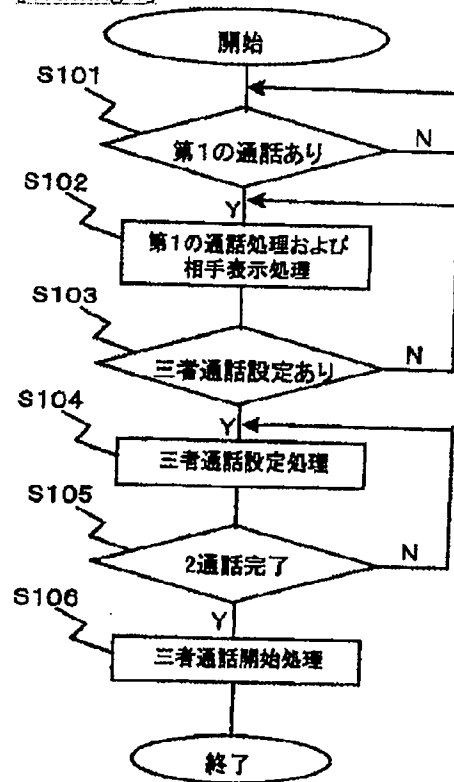 開始
S101
第1の通話あり
N
S102
Y
第1の通話処理および
相手表示処理
S103
三者通話設定あり
N
S104
Y
三者通話設定処理
S105
2通話完了
N
S106
Y
三者通話開始処理
終了